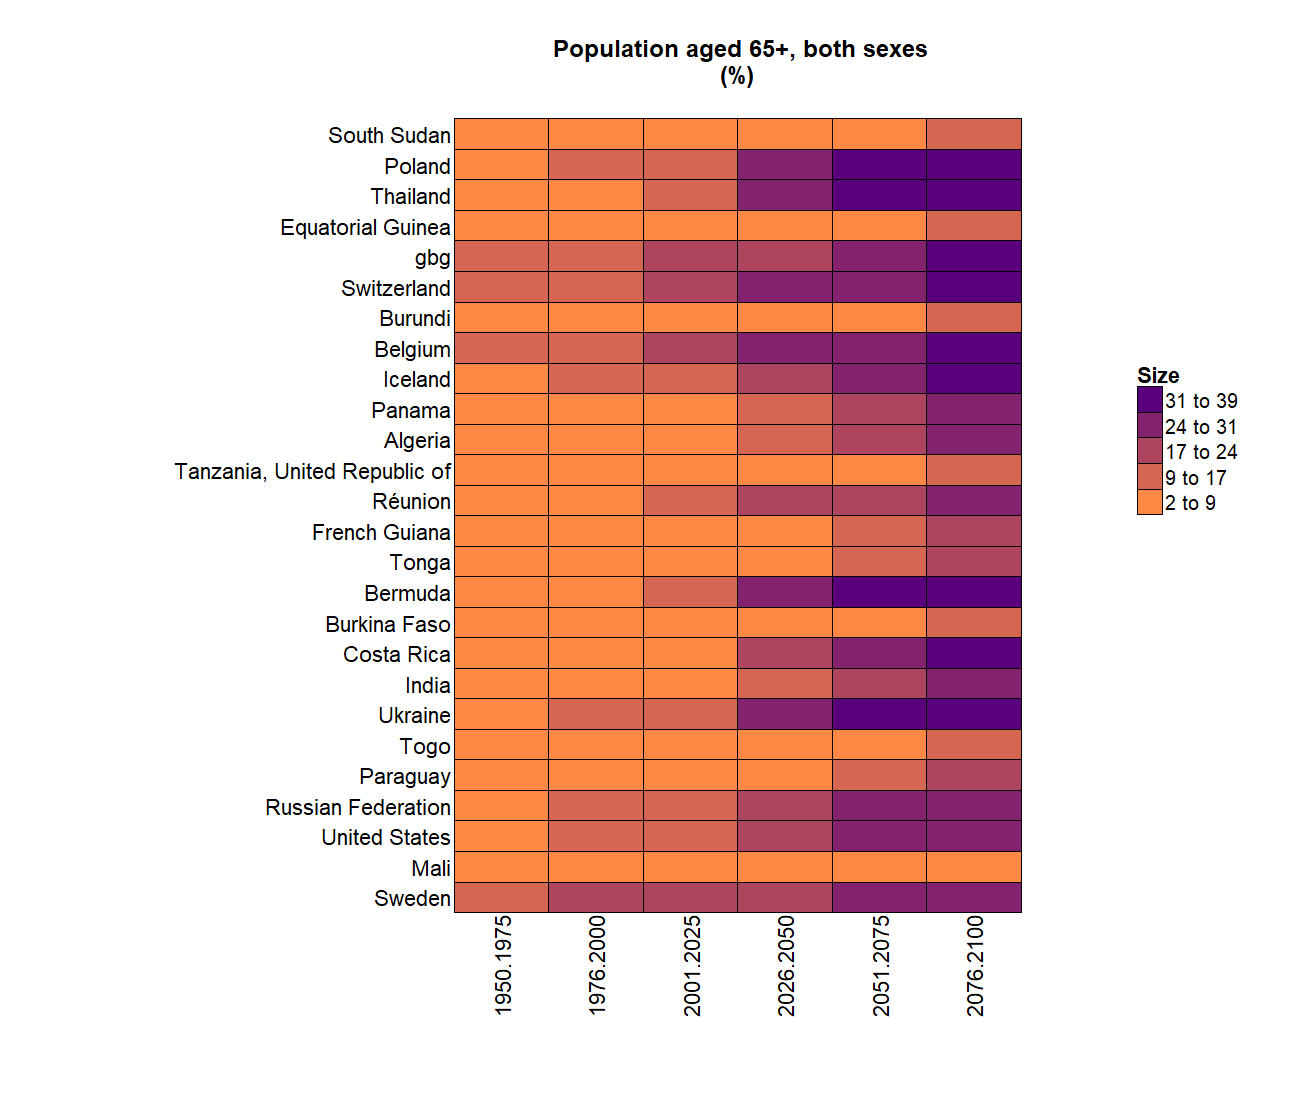 Population aged 65+, both sexes
(%)
South Sudan
Poland
Thailand
Equatorial Guinea
gbg
Switzerland
Burundi
Belgium
Iceland
Panama
Algeria
Tanzania, United Republic of
Réunion
French Guiana
Tonga
Bermuda
Burkina Faso
Costa Rica
India
Ukraine
Togo
Paraguay
Russian Federation
United States
Mali
Sweden
1950.1975
1976.2000
2001.2025
2026.2050
2051.2075
2076.2100
Size
31 to 39
24 to 31
17 to 24
9 to 17
2 to 9